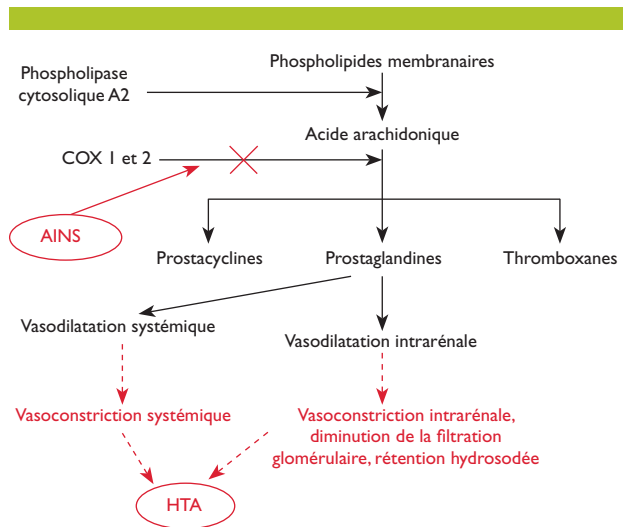 Phospholipides membranaires
Phospholipase
cytosolique A2
Acide arachidonique
COX 1 et 2
AINS
Prostacyclines
Prostaglandines
Thromboxanes
Vasodilatation systémique
Vasodilatation intrarénale
Vasoconstriction systémique
Vasoconstriction intrarénale,
diminution de la filtration
glomérulaire, rétention hydrosodée
HTA